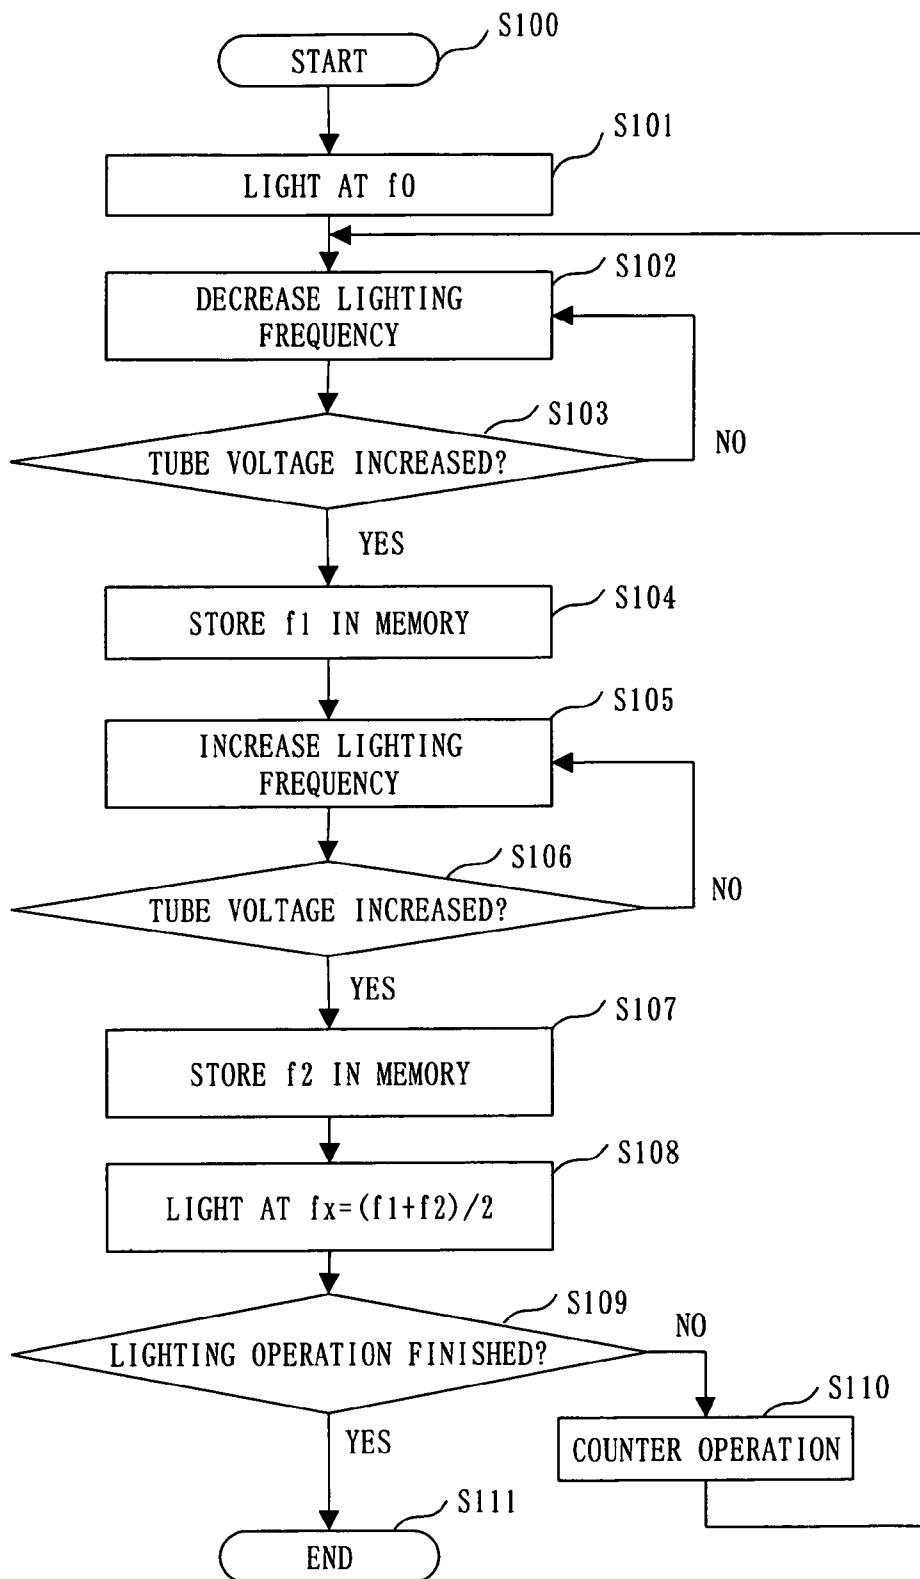 S100
START
S101
LIGHT AT f0
S102
DECREASE LIGHTING
FREQUENCY
S103
TUBE VOLTAGE INCREASED?
NO
YES
S104
STORE f1 IN MEMORY
S105
INCREASE LIGHTING
FREQUENCY
S106
TUBE VOLTAGE INCREASED?
NO
YES
S107
STORE f2 IN MEMORY
S108
LIGHT AT fx=(f1+f2)/2
S109
LIGHTING OPERATION FINISHED?
NO
YES
S110
COUNTER OPERATION
S111
END